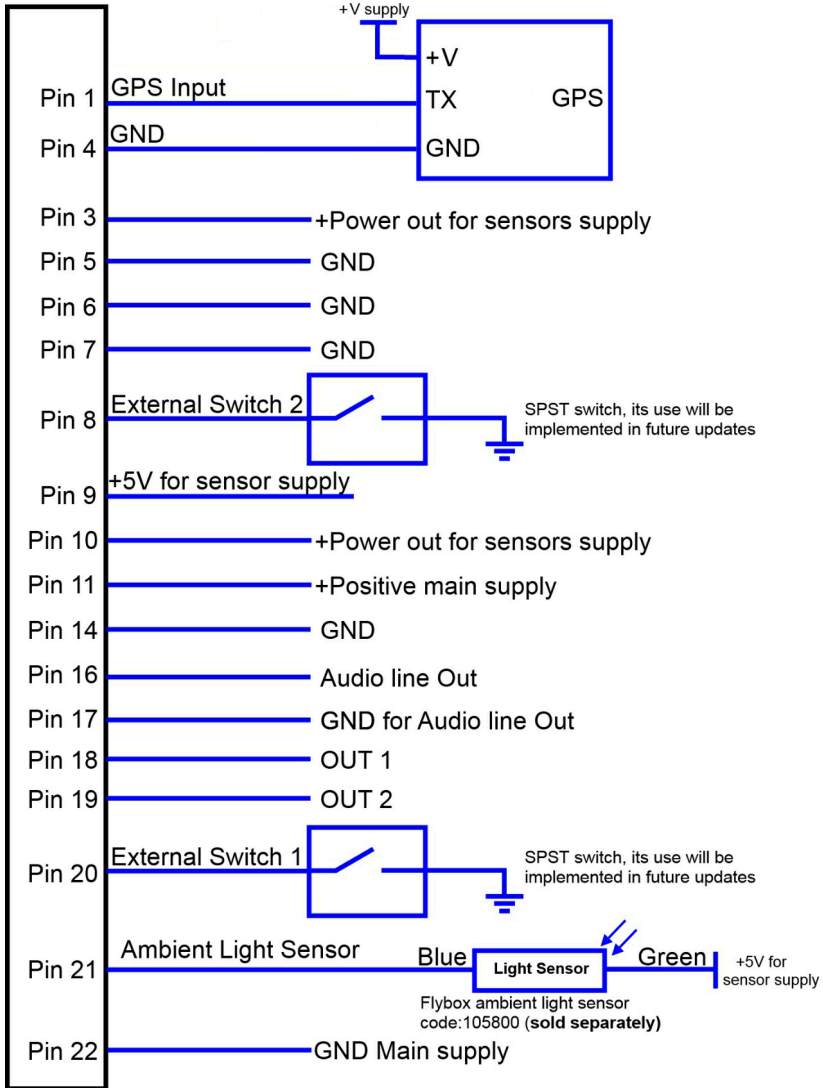 +V supply
+V
Pin 1 GPS Input TX GPS
Pin 4 GND GND
Pin 3 +Power out for sensors supply
Pin 5 GND
Pin 6 GND
Pin 7 GND
Pin 8 External Switch 2
SPST switch, its use will be
implemented in future updates
Pin 9 +5V for sensor supply
Pin 10 +Power out for sensors supply
Pin 11 +Positive main supply
Pin 14 GND
Pin 16 Audio line Out
Pin 17 GND for Audio line Out
Pin 18 OUT 1
Pin 19 OUT 2
Pin 20 External Switch 1
SPST switch, its use will be
implemented in future updates
Pin 21 Ambient Light Sensor Blue Light Sensor Green
+5V for
sensor supply
Flybox ambient light sensor
code:105800 (sold separately)
Pin 22 GND Main supply